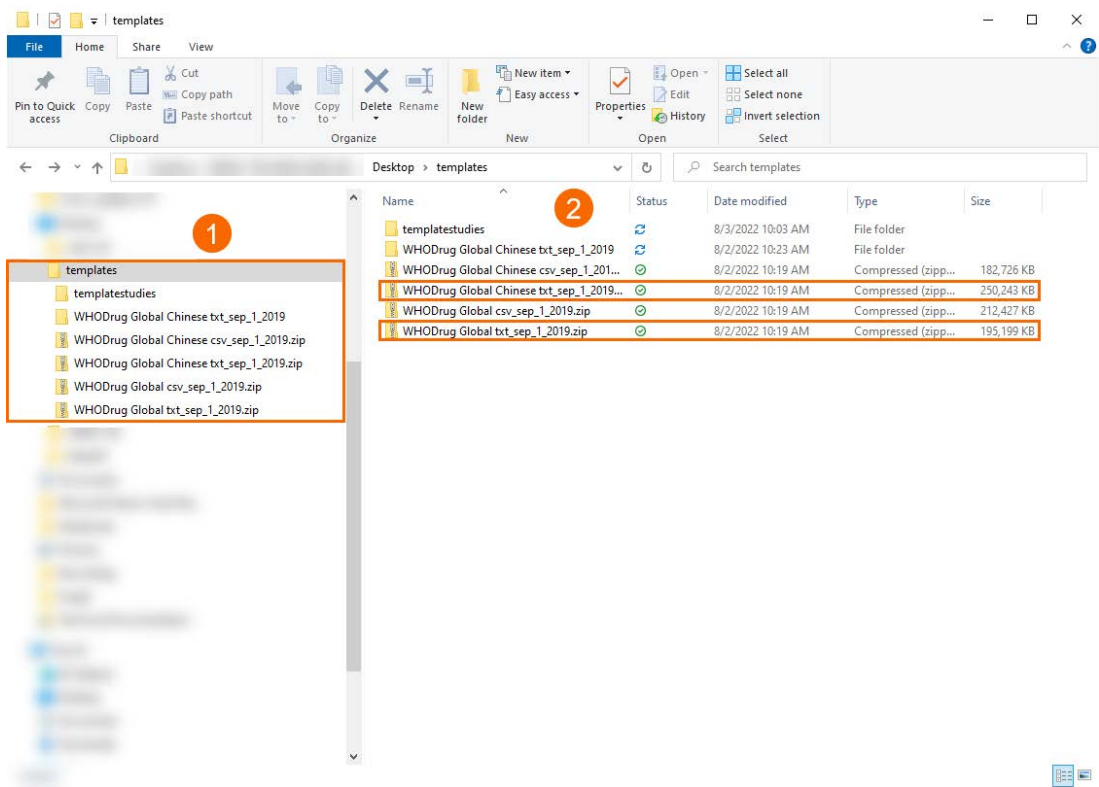 templates
File Home Share View
Pin to Quick access
Copy
Paste
Cut
Copy path
Paste shortcut
Clipboard
Move to
Copy to
Delete
Rename
Organize
New folder
New item
Easy access
New
Properties
Open
Edit
History
Open
Select all
Select none
Invert selection
Select
Desktop > templates
Search templates
1
templates
templatestudies
WHODrug Global Chinese txt_sep_1_2019
WHODrug Global Chinese csv_sep_1_2019.zip
WHODrug Global Chinese txt_sep_1_2019.zip
WHODrug Global csv_sep_1_2019.zip
WHODrug Global txt_sep_1_2019.zip
2
Name Status Date modified Type Size
templatestudies 8/3/2022 10:03 AM File folder
WHODrug Global Chinese txt_sep_1_2019 8/2/2022 10:23 AM File folder
WHODrug Global Chinese csv_sep_1_201... 8/2/2022 10:19 AM Compressed (zipp... 182,726 KB
WHODrug Global Chinese txt_sep_1_2019... 8/2/2022 10:19 AM Compressed (zipp... 250,243 KB
WHODrug Global csv_sep_1_2019.zip 8/2/2022 10:19 AM Compressed (zipp... 212,427 KB
WHODrug Global txt_sep_1_2019.zip 8/2/2022 10:19 AM Compressed (zipp... 195,199 KB